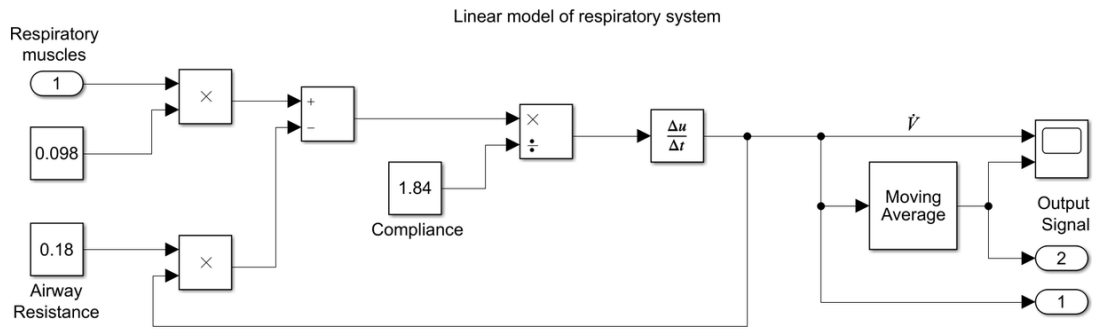 Linear model of respiratory system
Respiratory
muscles
1
×
0.098
+
−
×
÷
Δu
Δt
V̇
1.84
Compliance
Moving
Average
0.18
×
Airway
Resistance
Output
Signal
2
1